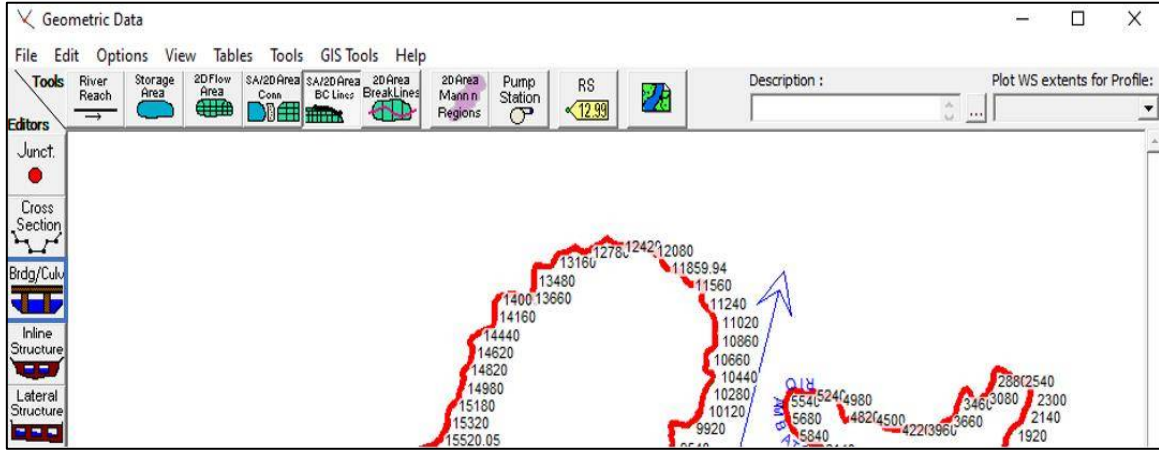 Geometric Data
File Edit Options View Tables Tools GIS Tools Help
Tools
Editors
River Reach
Storage Area
2D Flow Area
SA/2D Area Conn
SA/2D Area BC Lines
2D Area BreakLines
2D Area Mann n Regions
Pump Station
RS
12.99
Description :
...
Plot WS extents for Profile:
Junct.
Cross Section
Brdg/Culv
Inline Structure
Lateral Structure
12780
12420
12080
13160
11859.94
13480
11560
13660
11240
14160
11020
14440
10860
14620
10660
14820
10440
14980
10280
15180
10120
15320
9920
15520.05
RIO
5540
5240
4980
4820
4500
4220
3960
3660
3460
3080
2880
2540
2300
2140
1920
5680
5840